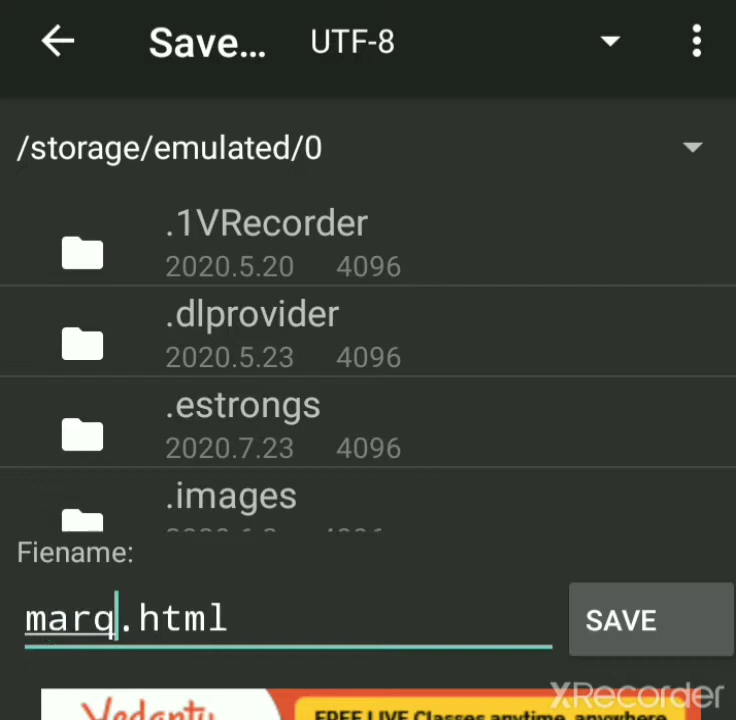 Save... UTF-8
/storage/emulated/0
.1VRecorder
2020.5.20 4096
.dlprovider
2020.5.23 4096
.estrongs
2020.7.23 4096
.images
Fiename:
marq.html
SAVE
XRecorder
Vedantu
FREE LIVE Classes anytime, anywhere